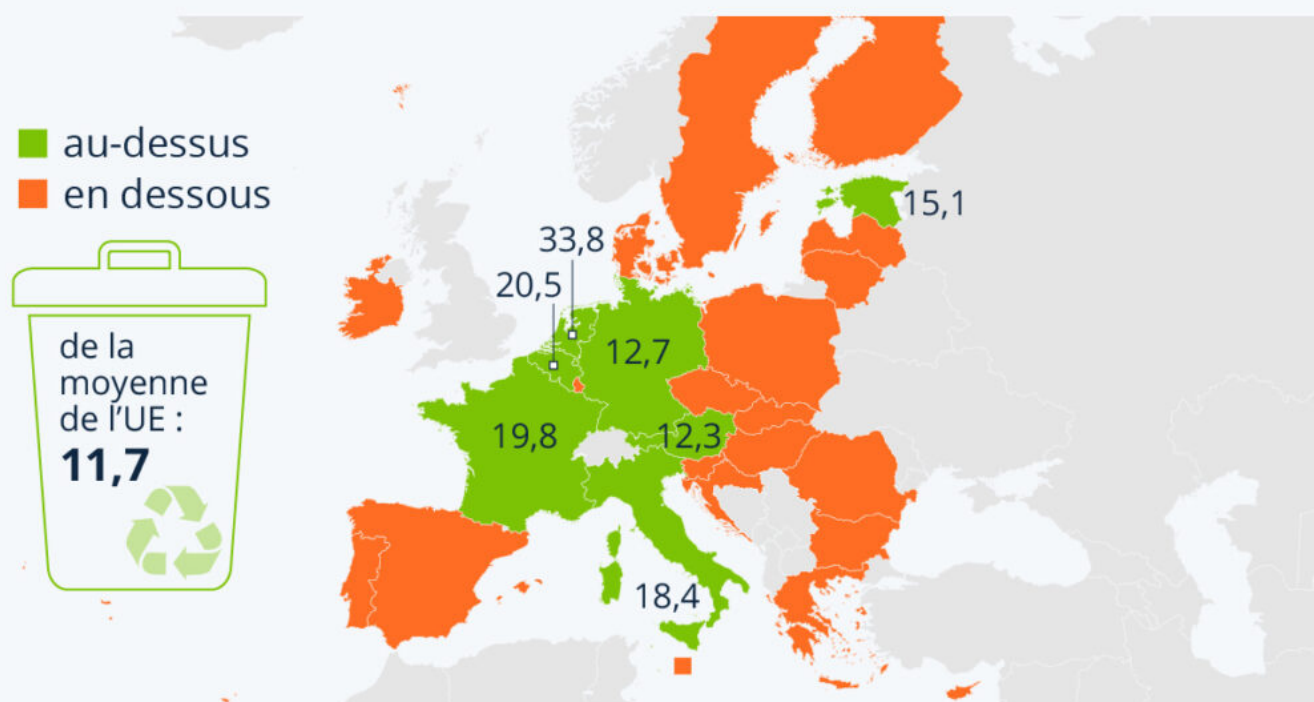 au-dessus
en dessous
de la
moyenne
de l'UE :
11,7
15,1
33,8
20,5
12,7
19,8
12,3
18,4